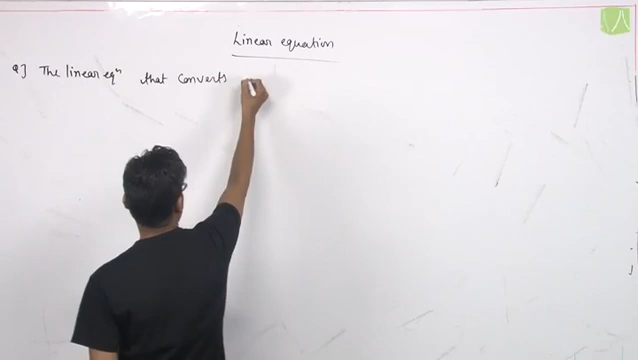 Linear equation
Q] The linear eqⁿ that converts